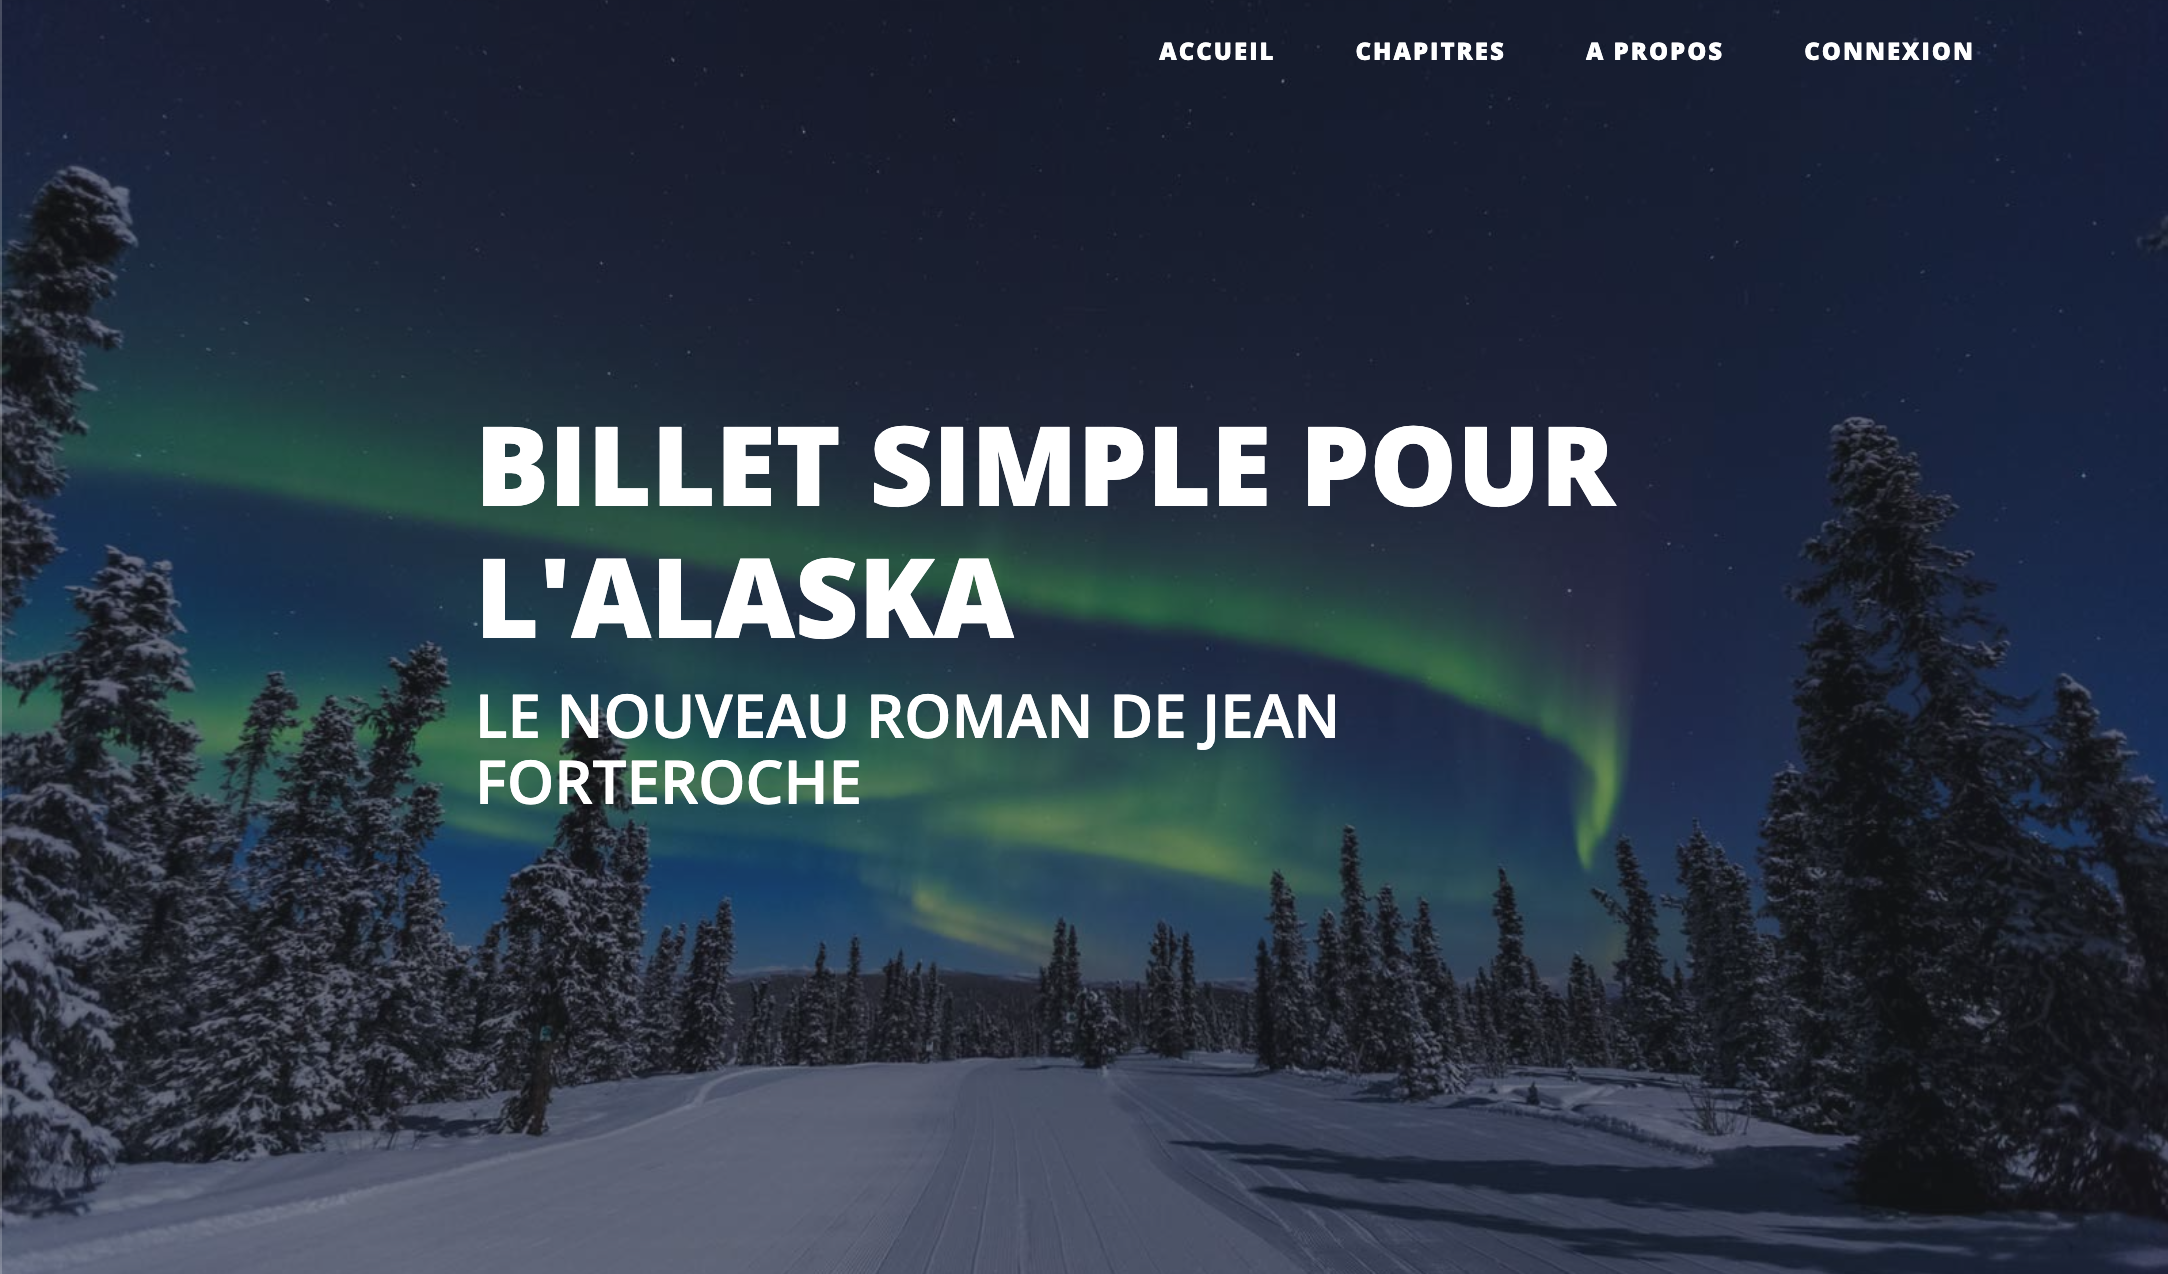 ACCUEIL CHAPITRES A PROPOS CONNEXION
BILLET SIMPLE POUR
L'ALASKA
LE NOUVEAU ROMAN DE JEAN
FORTEROCHE